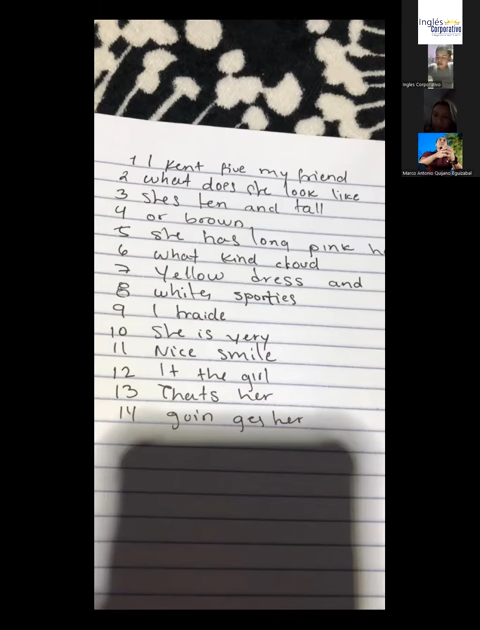 Inglés
Corporativo
Inglés Corporativo
Marco Antonio Quijano Eguizabal
1 I kent five my friend
2 what does she look like
3 shes ten and tall
4 or brown
5 she has long pink h
6 what kind cloud
7 Yellow dress and
8 white, sporties
9 I braide
10 She is very
11 Nice smile
12 It the girl
13 Thats her
14 goin ges her